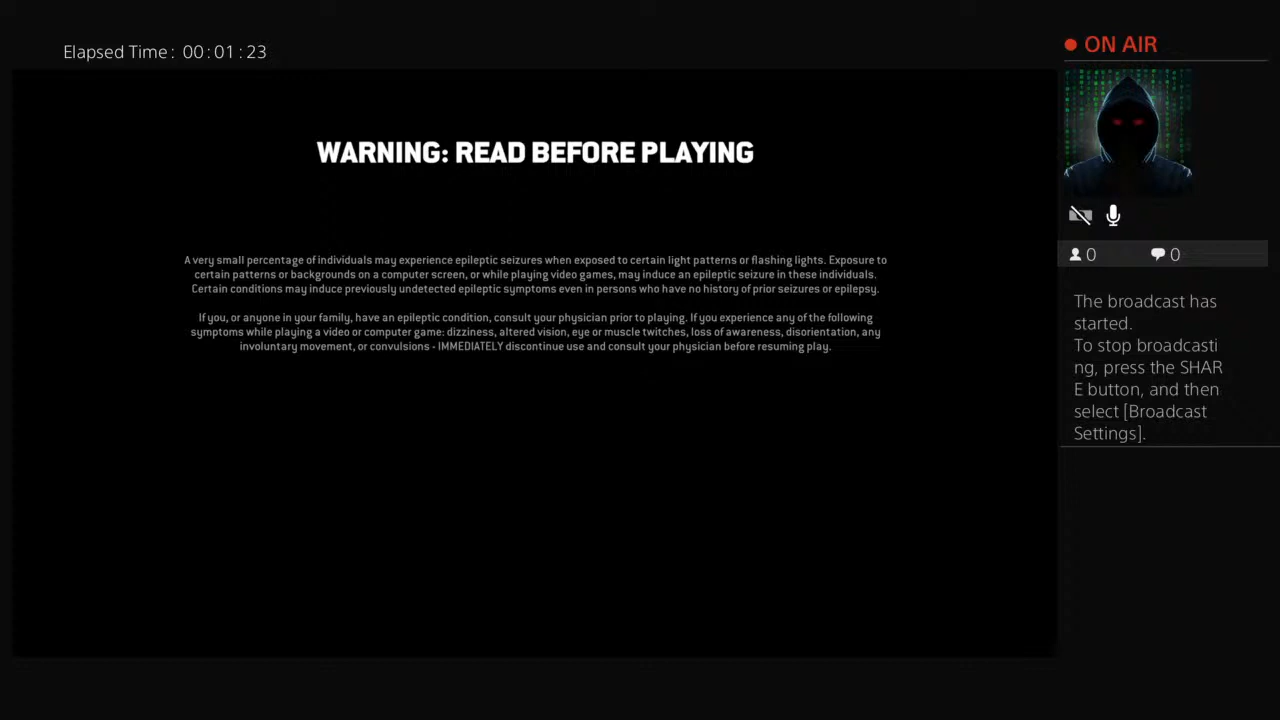 Elapsed Time: 00:01:23
ON AIR
WARNING: READ BEFORE PLAYING
A very small percentage of individuals may experience epileptic seizures when exposed to certain light patterns or flashing lights. Exposure to
certain patterns or backgrounds on a computer screen, or while playing video games, may induce an epileptic seizure in these individuals.
Certain conditions may induce previously undetected epileptic symptoms even in persons who have no history of prior seizures or epilepsy.
If you, or anyone in your family, have an epileptic condition, consult your physician prior to playing. If you experience any of the following
symptoms while playing a video or computer game: dizziness, altered vision, eye or muscle twitches, loss of awareness, disorientation, any
involuntary movement, or convulsions - IMMEDIATELY discontinue use and consult your physician before resuming play.
0 0
The broadcast has
started.
To stop broadcasti
ng, press the SHAR
E button, and then
select [Broadcast
Settings].